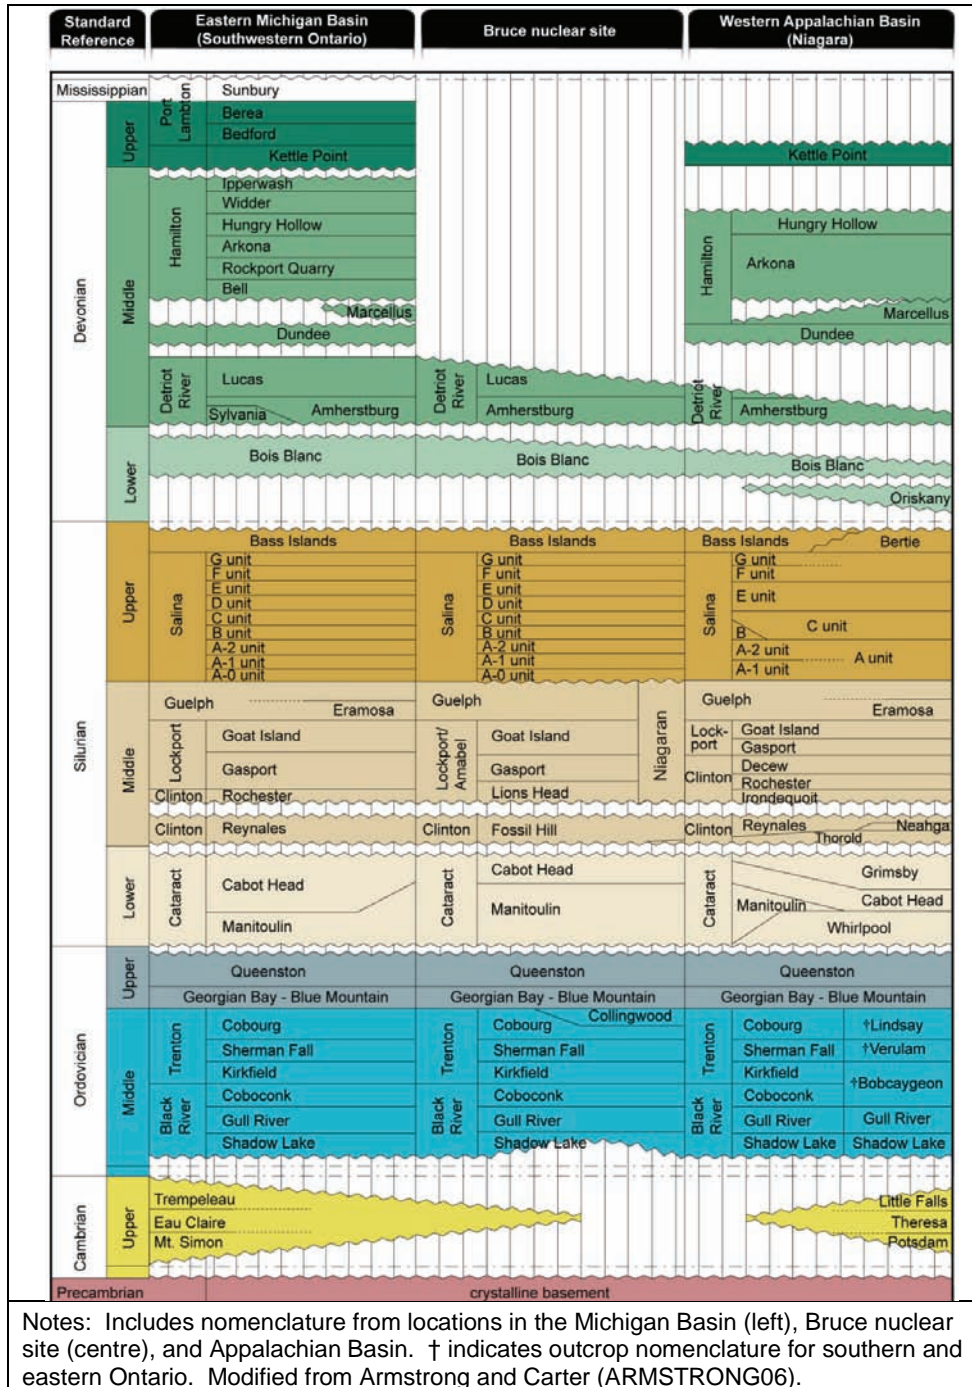 Standard Reference
Eastern Michigan Basin (Southwestern Ontario)
Bruce nuclear site
Western Appalachian Basin (Niagara)
Mississippian
Devonian
Upper
Middle
Lower
Silurian
Upper
Middle
Lower
Ordovician
Upper
Middle
Cambrian
Upper
Precambrian
Port Lambton
Sunbury
Berea
Bedford
Kettle Point
Hamilton
Ipperwash
Widder
Hungry Hollow
Arkona
Rockport Quarry
Bell
Marcellus
Dundee
Detriot River
Lucas
Sylvania
Amherstburg
Bois Blanc
Bass Islands
Salina
G unit
F unit
E unit
D unit
C unit
B unit
A-2 unit
A-1 unit
A-0 unit
Guelph
Eramosa
Lockport
Goat Island
Gasport
Clinton
Rochester
Clinton
Reynales
Cataract
Cabot Head
Manitoulin
Queenston
Georgian Bay - Blue Mountain
Trenton
Cobourg
Sherman Fall
Kirkfield
Black River
Coboconk
Gull River
Shadow Lake
Trempeleau
Eau Claire
Mt. Simon
Detriot River
Lucas
Amherstburg
Bois Blanc
Bass Islands
Salina
G unit
F unit
E unit
D unit
C unit
B unit
A-2 unit
A-1 unit
A-0 unit
Guelph
Niagaran
Lockport/ Amabel
Goat Island
Gasport
Lions Head
Clinton
Fossil Hill
Cataract
Cabot Head
Manitoulin
Queenston
Georgian Bay - Blue Mountain
Collingwood
Trenton
Cobourg
Sherman Fall
Kirkfield
Black River
Coboconk
Gull River
Shadow Lake
Kettle Point
Hamilton
Hungry Hollow
Arkona
Marcellus
Dundee
Detriot River
Amherstburg
Bois Blanc
Oriskany
Bass Islands
Bertie
Salina
G unit
F unit
E unit
B
C unit
A-2 unit
A unit
A-1 unit
Guelph
Eramosa
Lock-port
Goat Island
Gasport
Clinton
Decew
Rochester
Irondequoit
Clinton
Reynales
Neahga
Thorold
Cataract
Grimsby
Cabot Head
Manitoulin
Whirlpool
Queenston
Georgian Bay - Blue Mountain
Trenton
Cobourg
†Lindsay
Sherman Fall
†Verulam
Kirkfield
†Bobcaygeon
Black River
Coboconk
Gull River
Gull River
Shadow Lake
Shadow Lake
Little Falls
Theresa
Potsdam
crystalline basement
Notes: Includes nomenclature from locations in the Michigan Basin (left), Bruce nuclear
site (centre), and Appalachian Basin. † indicates outcrop nomenclature for southern and
eastern Ontario. Modified from Armstrong and Carter (ARMSTRONG06).